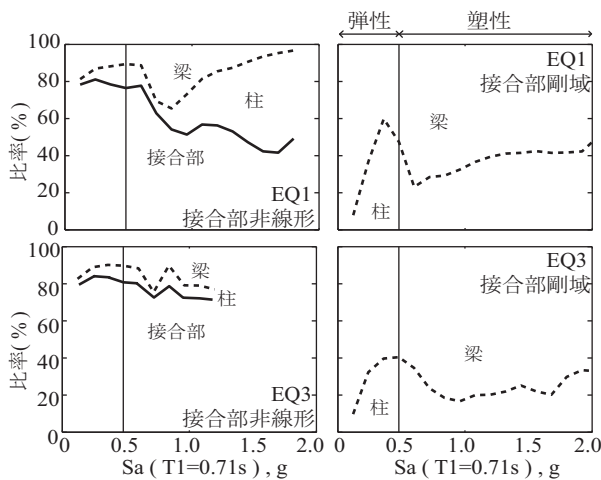 弾性 塑性
100
80
60
40
20
0
比率(%)
梁
柱
接合部
EQ1
接合部非線形
EQ1
接合部剛域
梁
柱
100
80
60
40
20
0
比率(%)
梁
柱
接合部
EQ3
接合部非線形
EQ3
接合部剛域
梁
柱
0 0.5 1.0 1.5 2.0
Sa ( T1=0.71s ) , g
0 0.5 1.0 1.5 2.0
Sa ( T1=0.71s ) , g